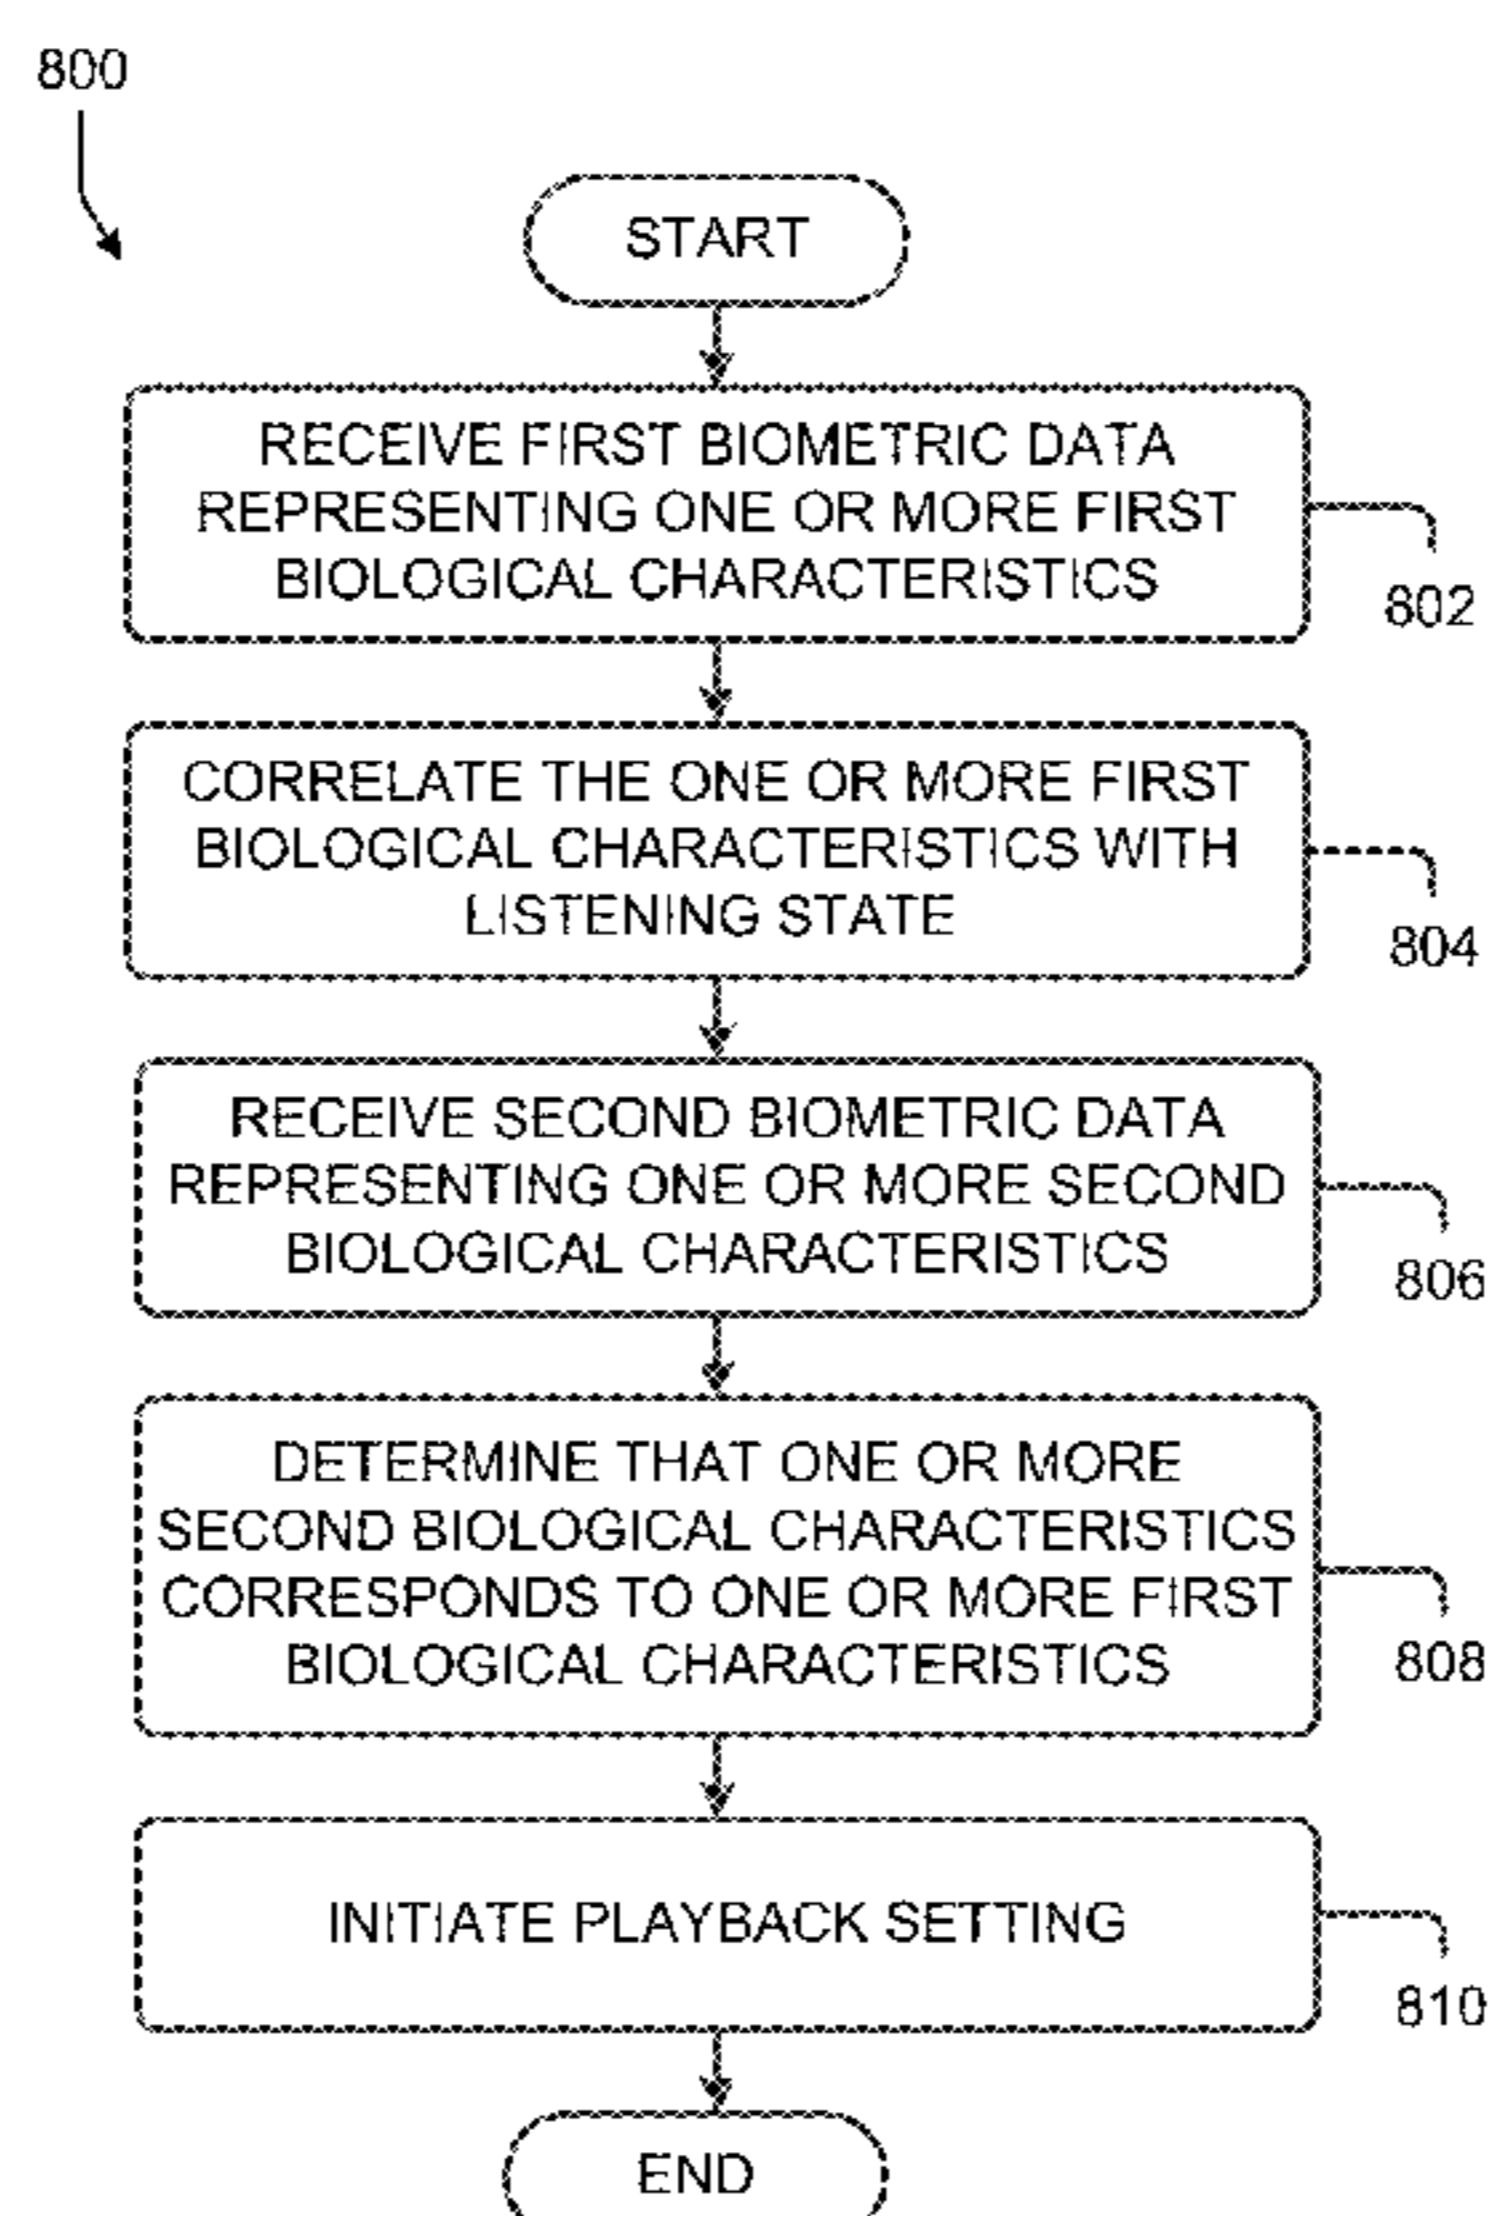 800
START
RECEIVE FIRST BIOMETRIC DATA
REPRESENTING ONE OR MORE FIRST
BIOLOGICAL CHARACTERISTICS
802
CORRELATE THE ONE OR MORE FIRST
BIOLOGICAL CHARACTERISTICS WITH
LISTENING STATE
804
RECEIVE SECOND BIOMETRIC DATA
REPRESENTING ONE OR MORE SECOND
BIOLOGICAL CHARACTERISTICS
806
DETERMINE THAT ONE OR MORE
SECOND BIOLOGICAL CHARACTERISTICS
CORRESPONDS TO ONE OR MORE FIRST
BIOLOGICAL CHARACTERISTICS
808
INITIATE PLAYBACK SETTING
810
END